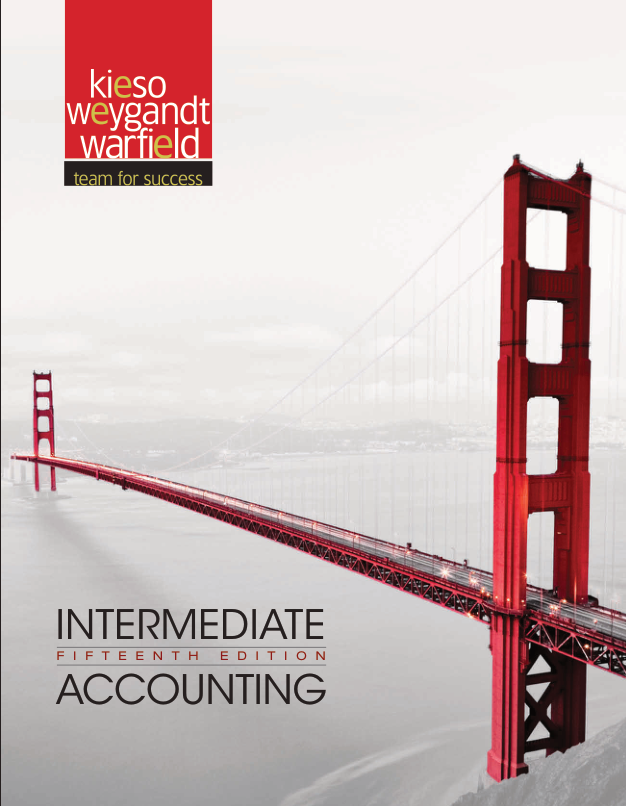 kieso
weygandt
warfield
team for success
INTERMEDIATE
FIFTEENTH EDITION
ACCOUNTING